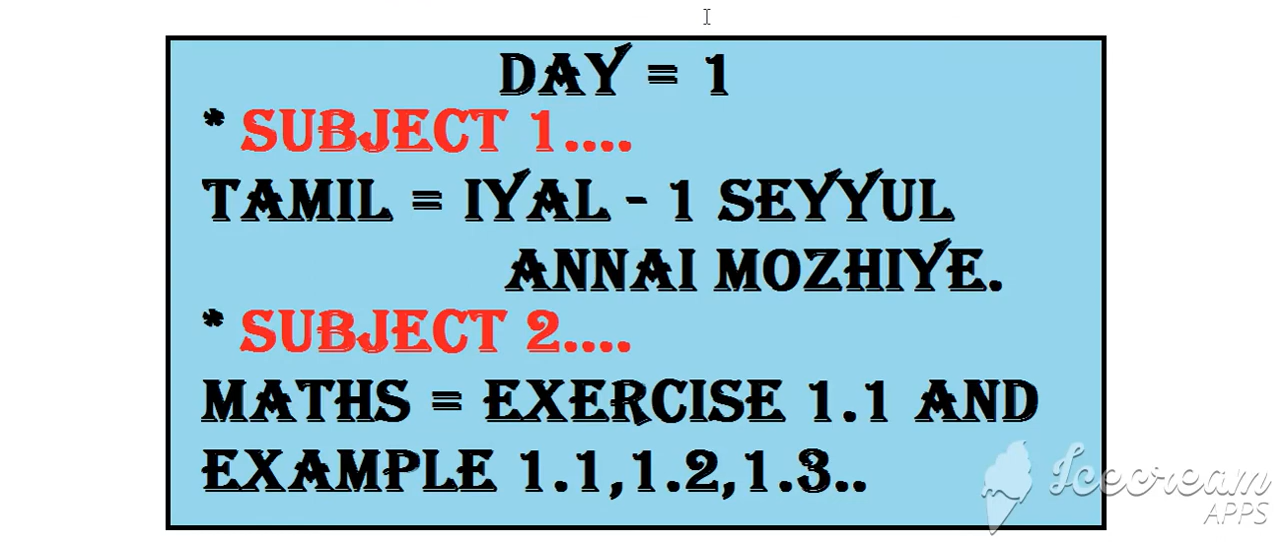 DAY = 1
* SUBJECT 1....
TAMIL = IYAL - 1 SEYYUL
ANNAI MOZHIYE.
* SUBJECT 2....
MATHS = EXERCISE 1.1 AND
EXAMPLE 1.1,1.2,1.3..
Icecream
APPS